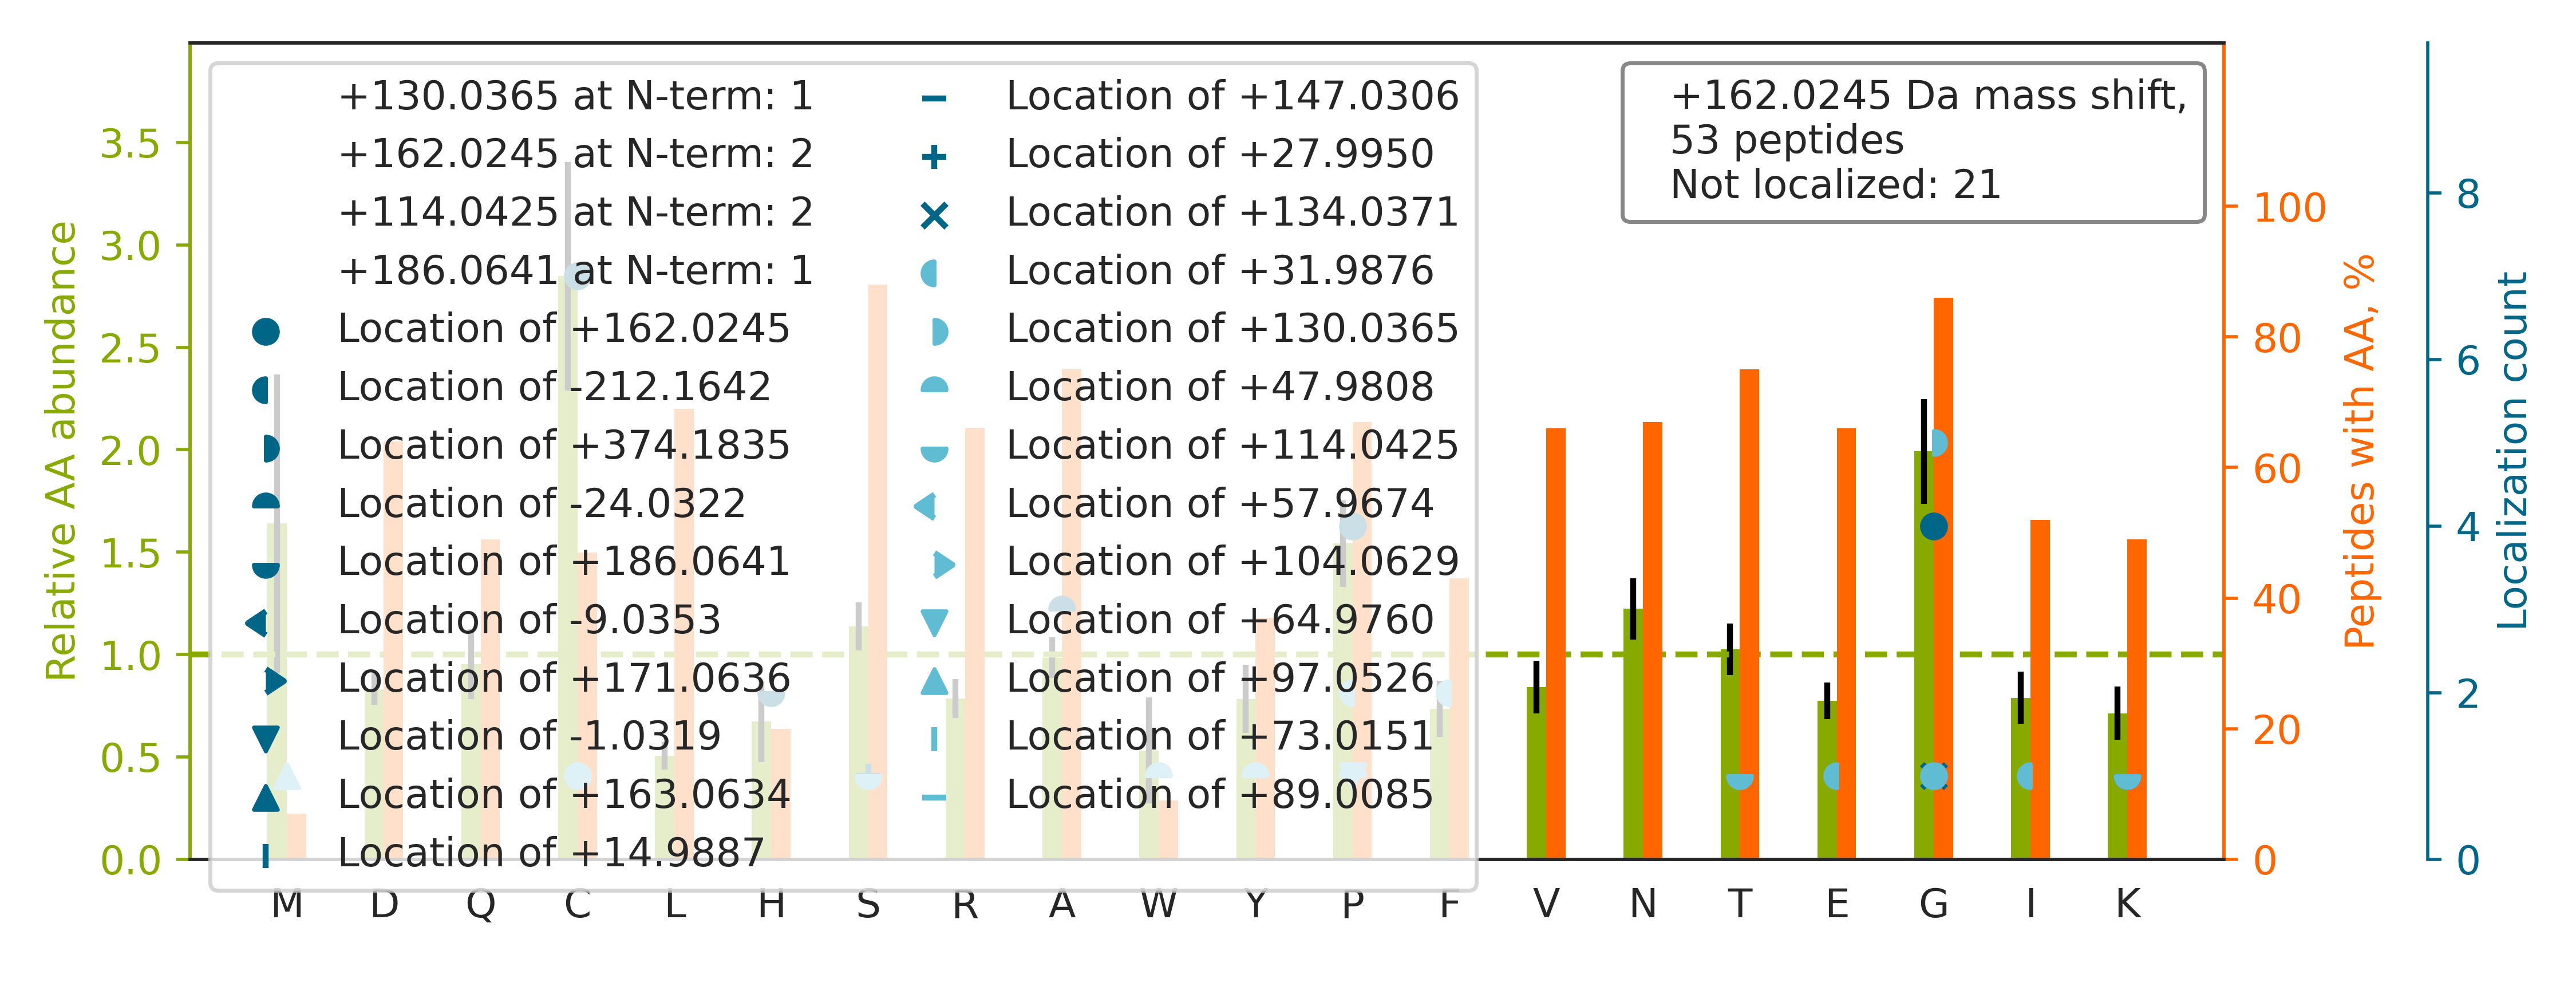 +130.0365 at N-term: 1
+162.0245 at N-term: 2
+114.0425 at N-term: 2
+186.0641 at N-term: 1
Location of +162.0245
Location of -212.1642
Location of +374.1835
Location of -24.0322
Location of +186.0641
Location of -9.0353
Location of +171.0636
Location of -1.0319
Location of +163.0634
Location of +14.9887
Location of +147.0306
Location of +27.9950
Location of +134.0371
Location of +31.9876
Location of +130.0365
Location of +47.9808
Location of +114.0425
Location of +57.9674
Location of +104.0629
Location of +64.9760
Location of +97.0526
Location of +73.0151
Location of +89.0085
+162.0245 Da mass shift,
53 peptides
Not localized: 21
Relative AA abundance
3.5
3.0
2.5
2.0
1.5
1.0
0.5
0.0
M D Q C L H S R A W Y P F V N T E G I K
100
80
60
40
20
0
Peptides with AA, %
8
6
4
2
0
Localization count